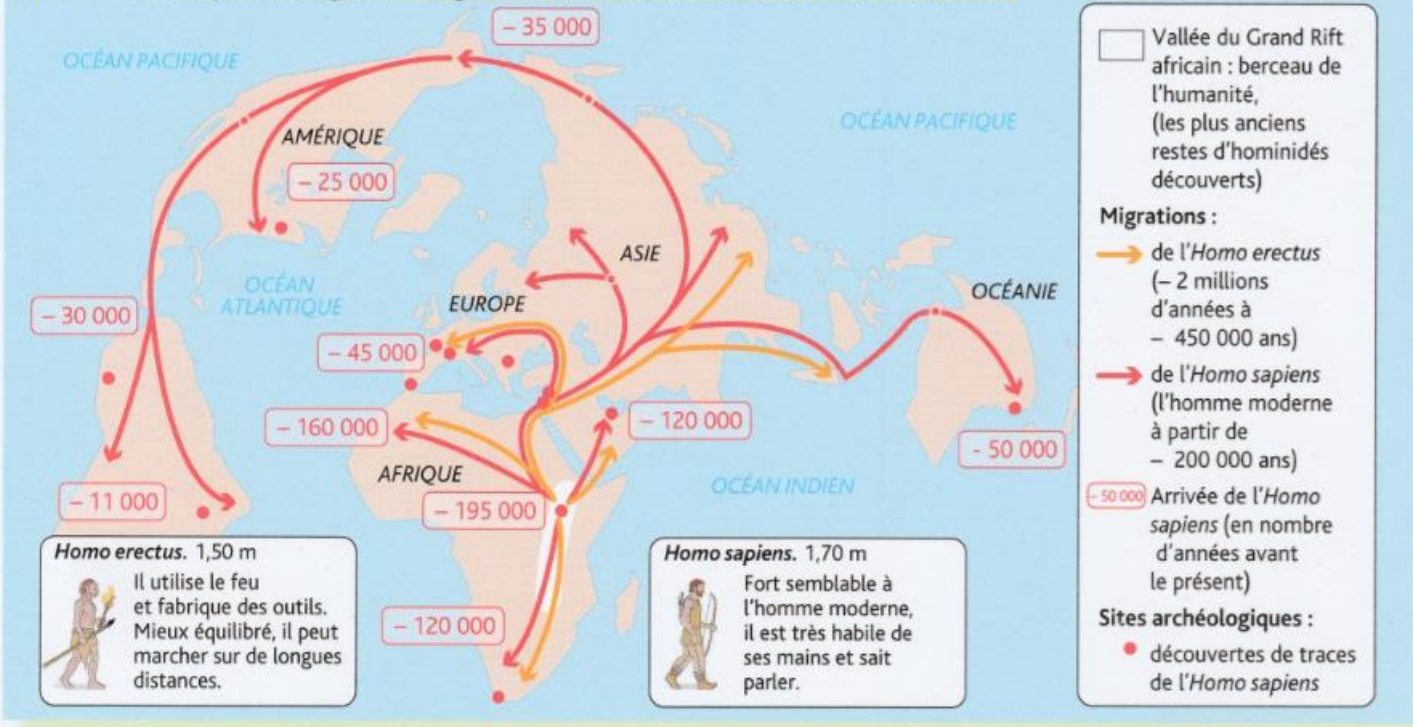 – 35 000
OCÉAN PACIFIQUE
OCÉAN PACIFIQUE
AMÉRIQUE
– 25 000
ASIE
OCÉAN
ATLANTIQUE
EUROPE
OCÉANIE
– 30 000
– 45 000
– 160 000
– 120 000
- 50 000
AFRIQUE
OCÉAN INDIEN
– 11 000
– 195 000
– 120 000
Homo erectus. 1,50 m
Il utilise le feu
et fabrique des outils.
Mieux équilibré, il peut
marcher sur de longues
distances.
Homo sapiens. 1,70 m
Fort semblable à
l'homme moderne,
il est très habile de
ses mains et sait
parler.
Vallée du Grand Rift
africain : berceau de
l'humanité,
(les plus anciens
restes d'hominidés
découverts)
Migrations :
de l'Homo erectus
(– 2 millions
d'années à
– 450 000 ans)
de l'Homo sapiens
(l'homme moderne
à partir de
– 200 000 ans)
- 50 000 Arrivée de l'Homo
sapiens (en nombre
d'années avant
le présent)
Sites archéologiques :
découvertes de traces
de l'Homo sapiens